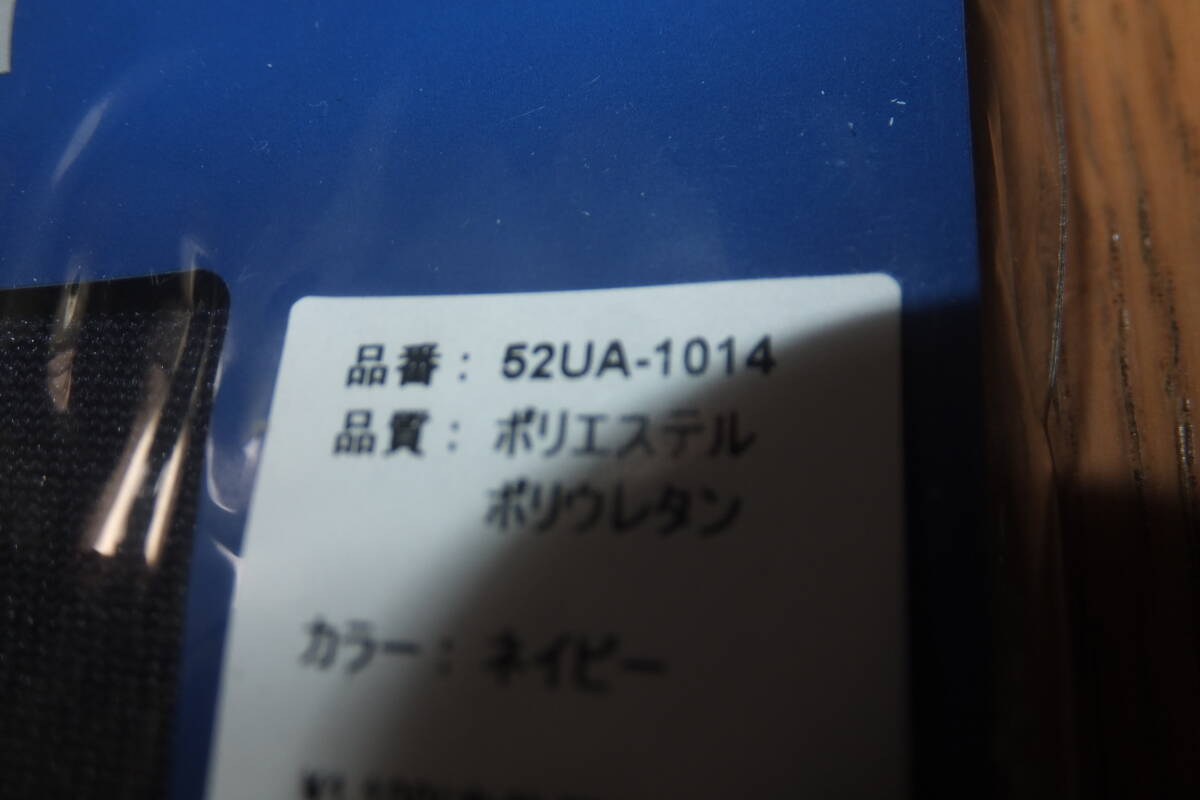 品番： 52UA-1014
品質： ポリエステル
ポリウレタン
カラー： ネイビー